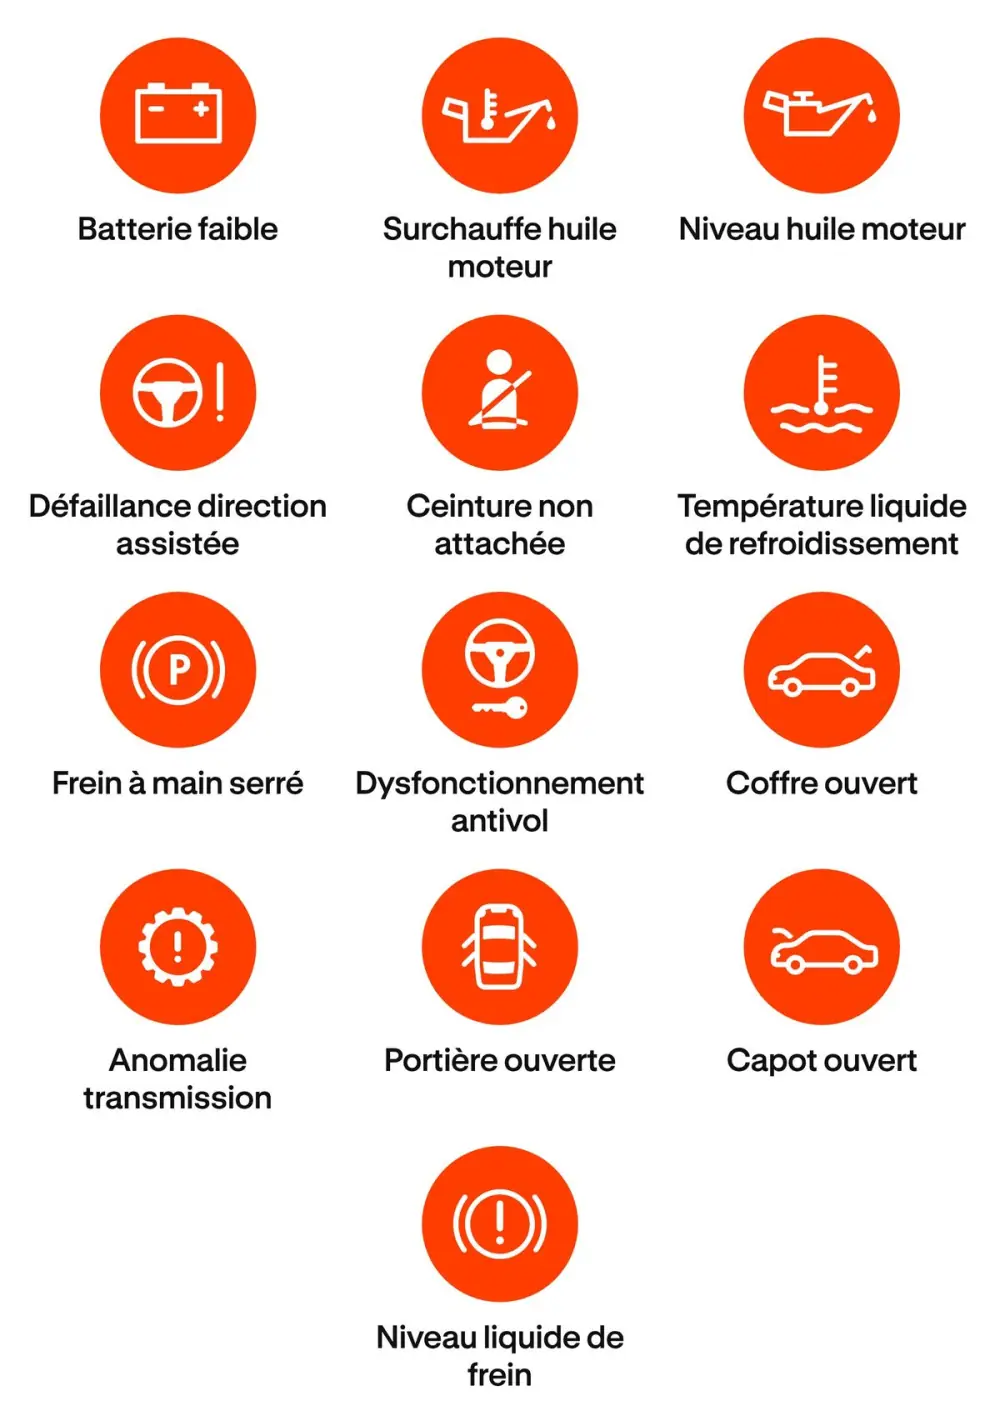 Batterie faible
Surchauffe huile
moteur
Niveau huile moteur
Défaillance direction
assistée
Ceinture non
attachée
Température liquide
de refroidissement
P
Frein à main serré
Dysfonctionnement
antivol
Coffre ouvert
Anomalie
transmission
Portière ouverte
Capot ouvert
Niveau liquide de
frein